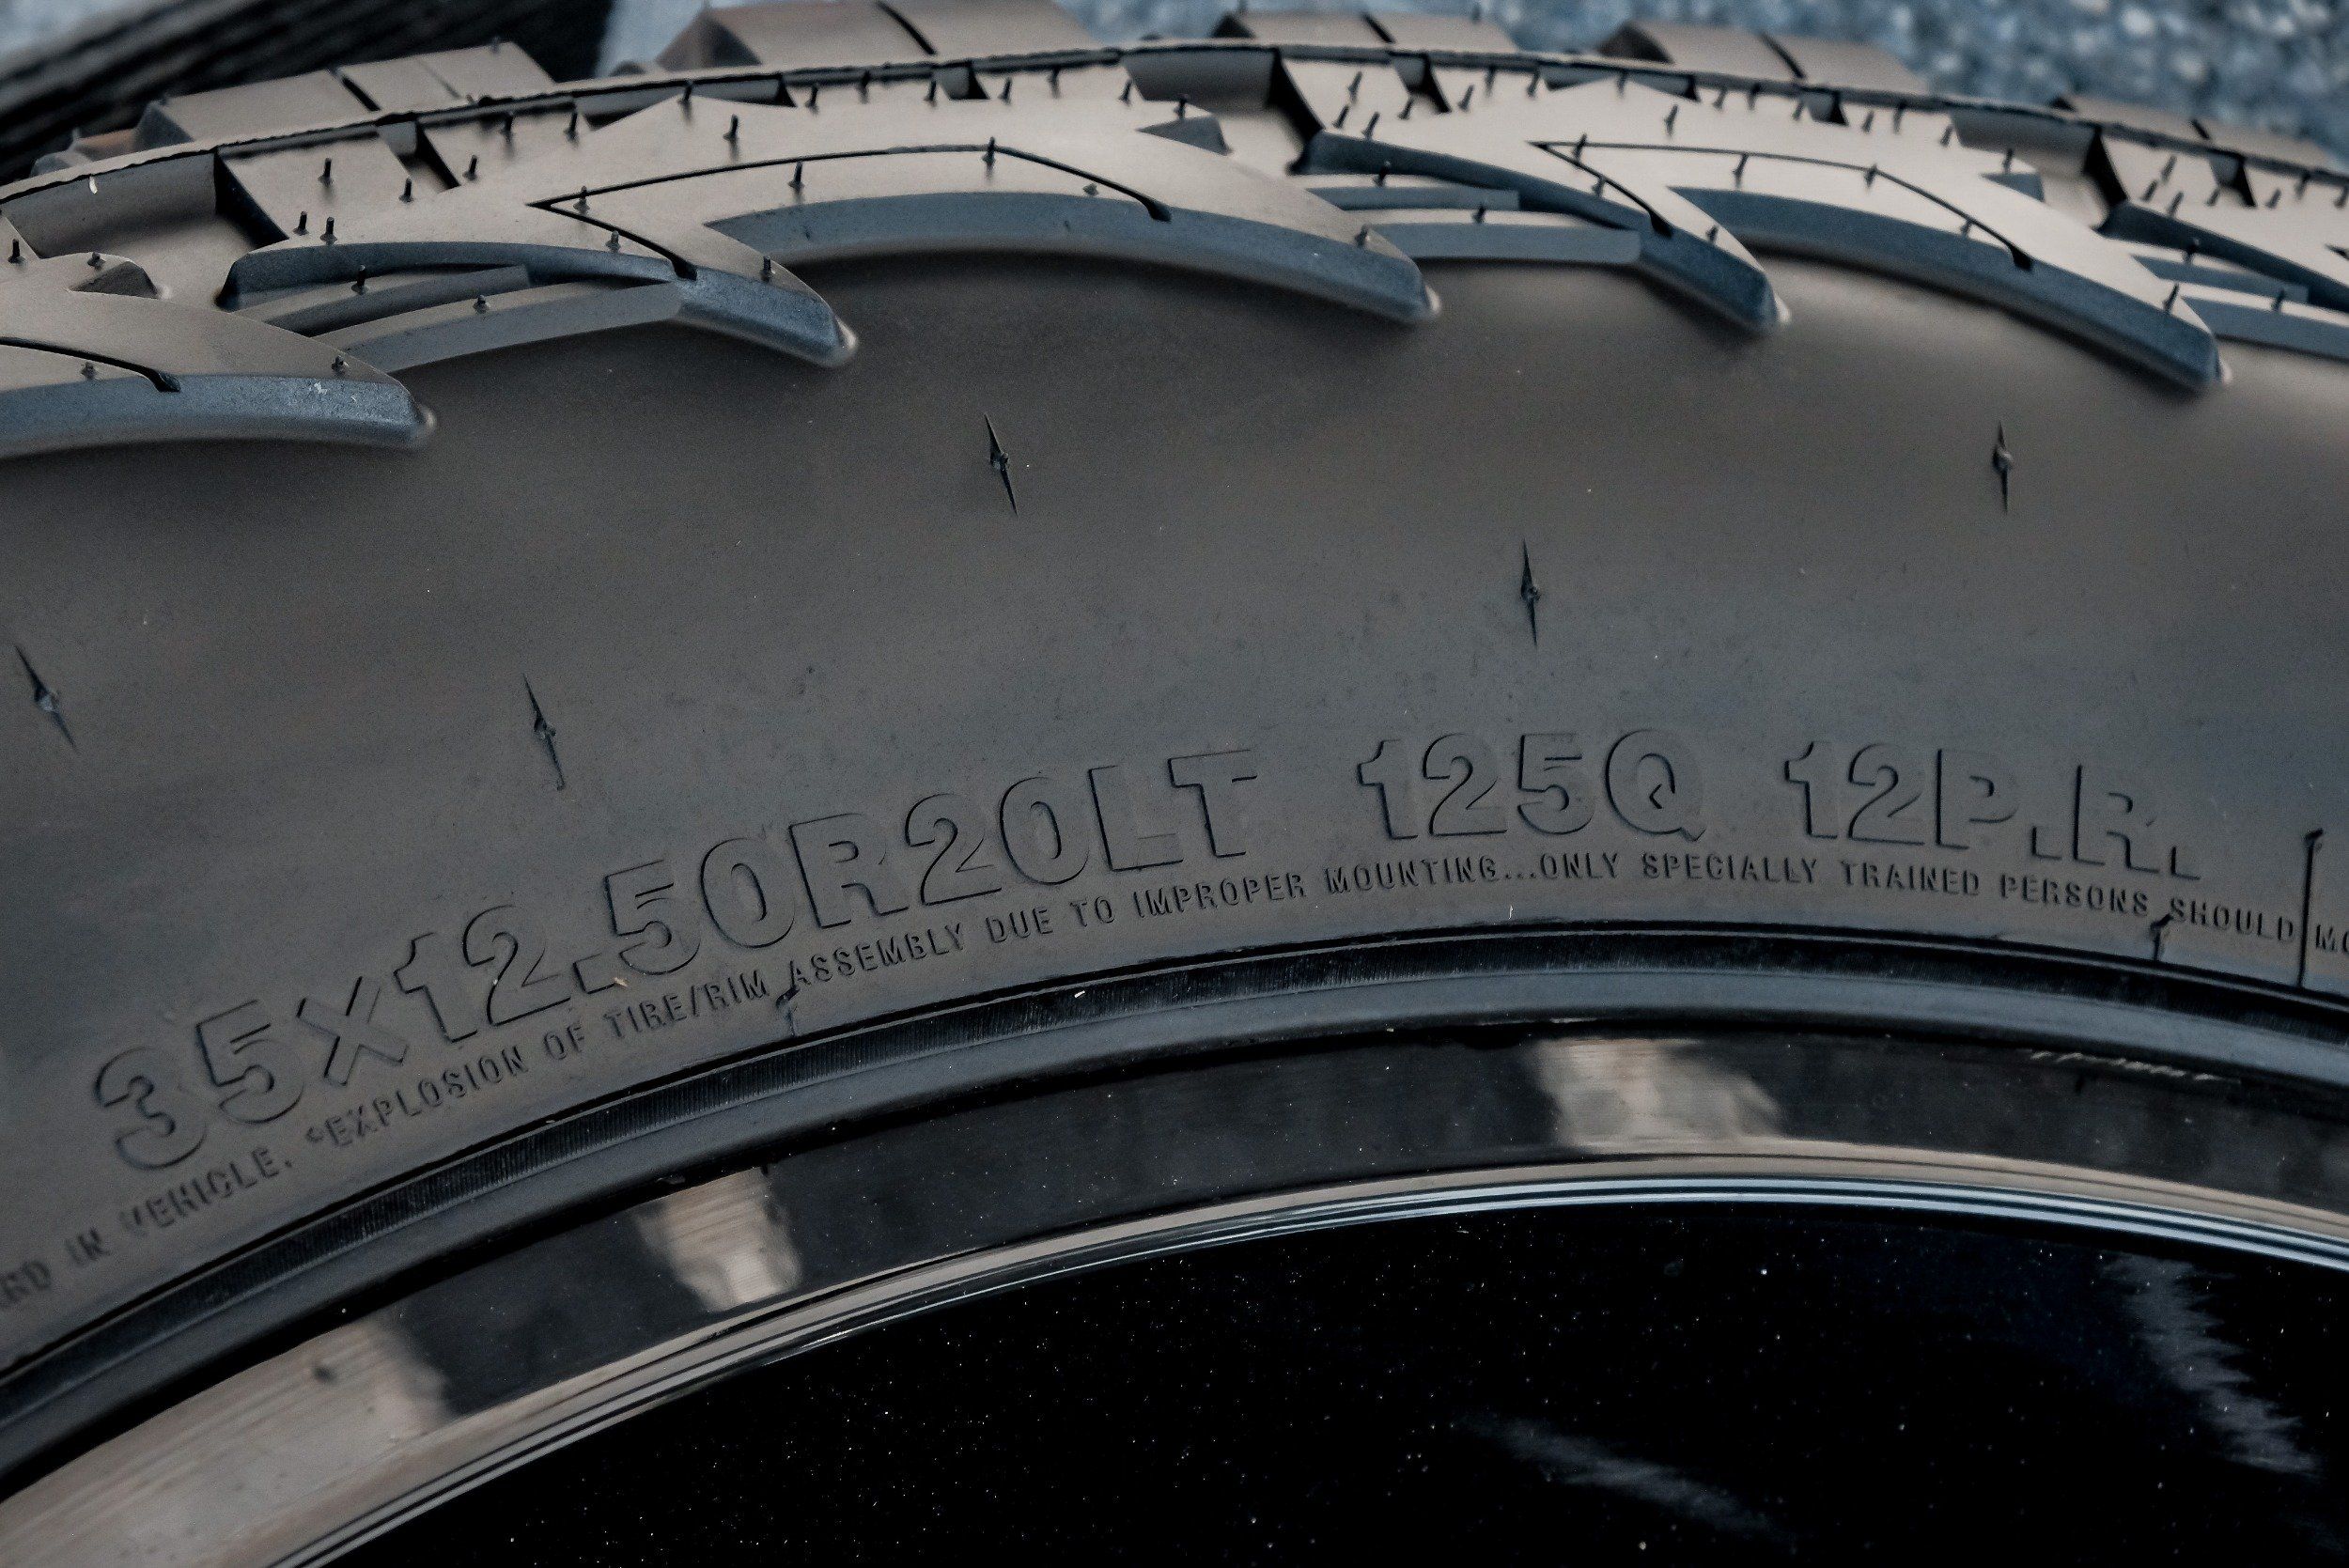 35X12.50R20LT 125Q 12P.R.
IN VEHICLE. •EXPLOSION OF TIRE/RIM ASSEMBLY DUE TO IMPROPER MOUNTING...ONLY SPECIALLY TRAINED PERSONS SHOULD